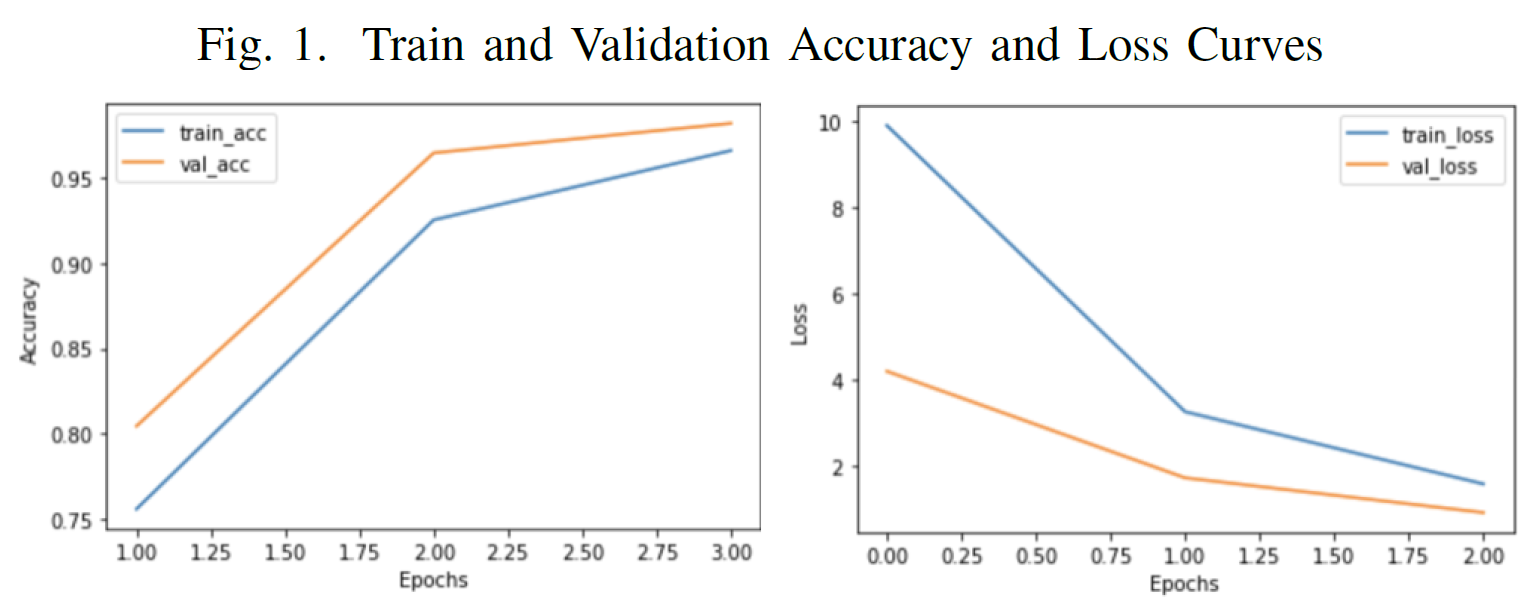 Fig. 1. Train and Validation Accuracy and Loss Curves
train_acc
val_acc
0.95
0.90
0.85
0.80
0.75
Accuracy
1.00 1.25 1.50 1.75 2.00 2.25 2.50 2.75 3.00
Epochs
train_loss
val_loss
10
8
6
4
2
Loss
0.00 0.25 0.50 0.75 1.00 1.25 1.50 1.75 2.00
Epochs